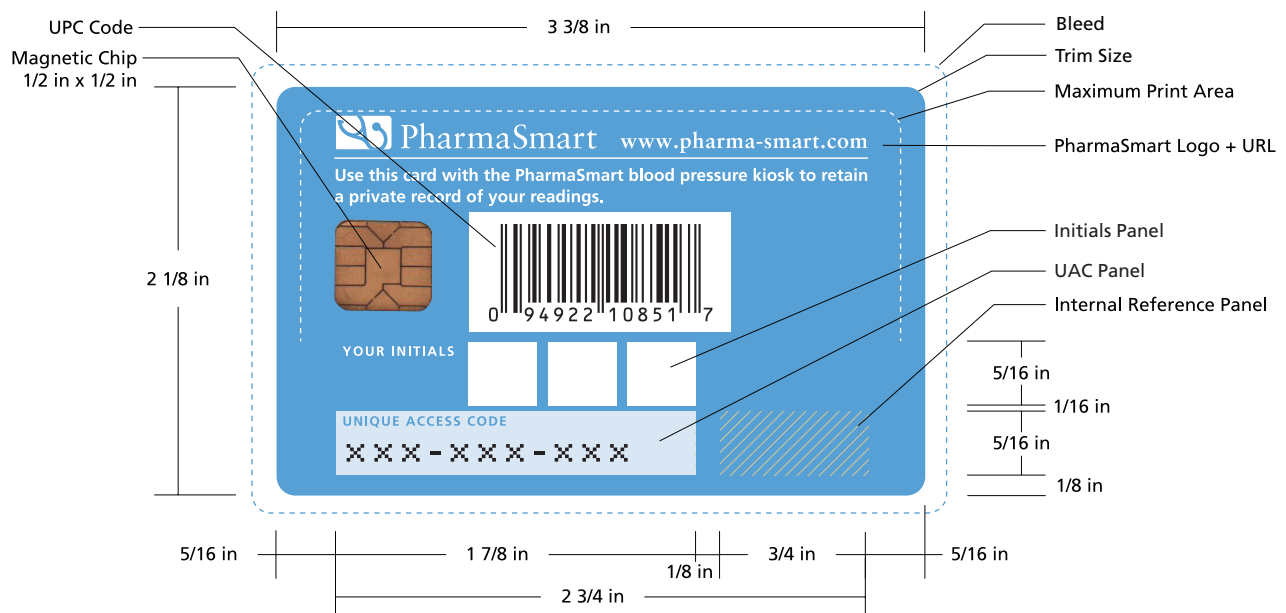 UPC Code
3 3/8 in
Bleed
Magnetic Chip
1/2 in x 1/2 in
Trim Size
Maximum Print Area
PharmaSmart www.pharma-smart.com
PharmaSmart Logo + URL
Use this card with the PharmaSmart blood pressure kiosk to retain
a private record of your readings.
Initials Panel
2 1/8 in
UAC Panel
Internal Reference Panel
0 94922 10851 7
YOUR INITIALS
5/16 in
1/16 in
UNIQUE ACCESS CODE
5/16 in
XXX-XXX-XXX
1/8 in
5/16 in
1 7/8 in
1/8 in
3/4 in
5/16 in
2 3/4 in